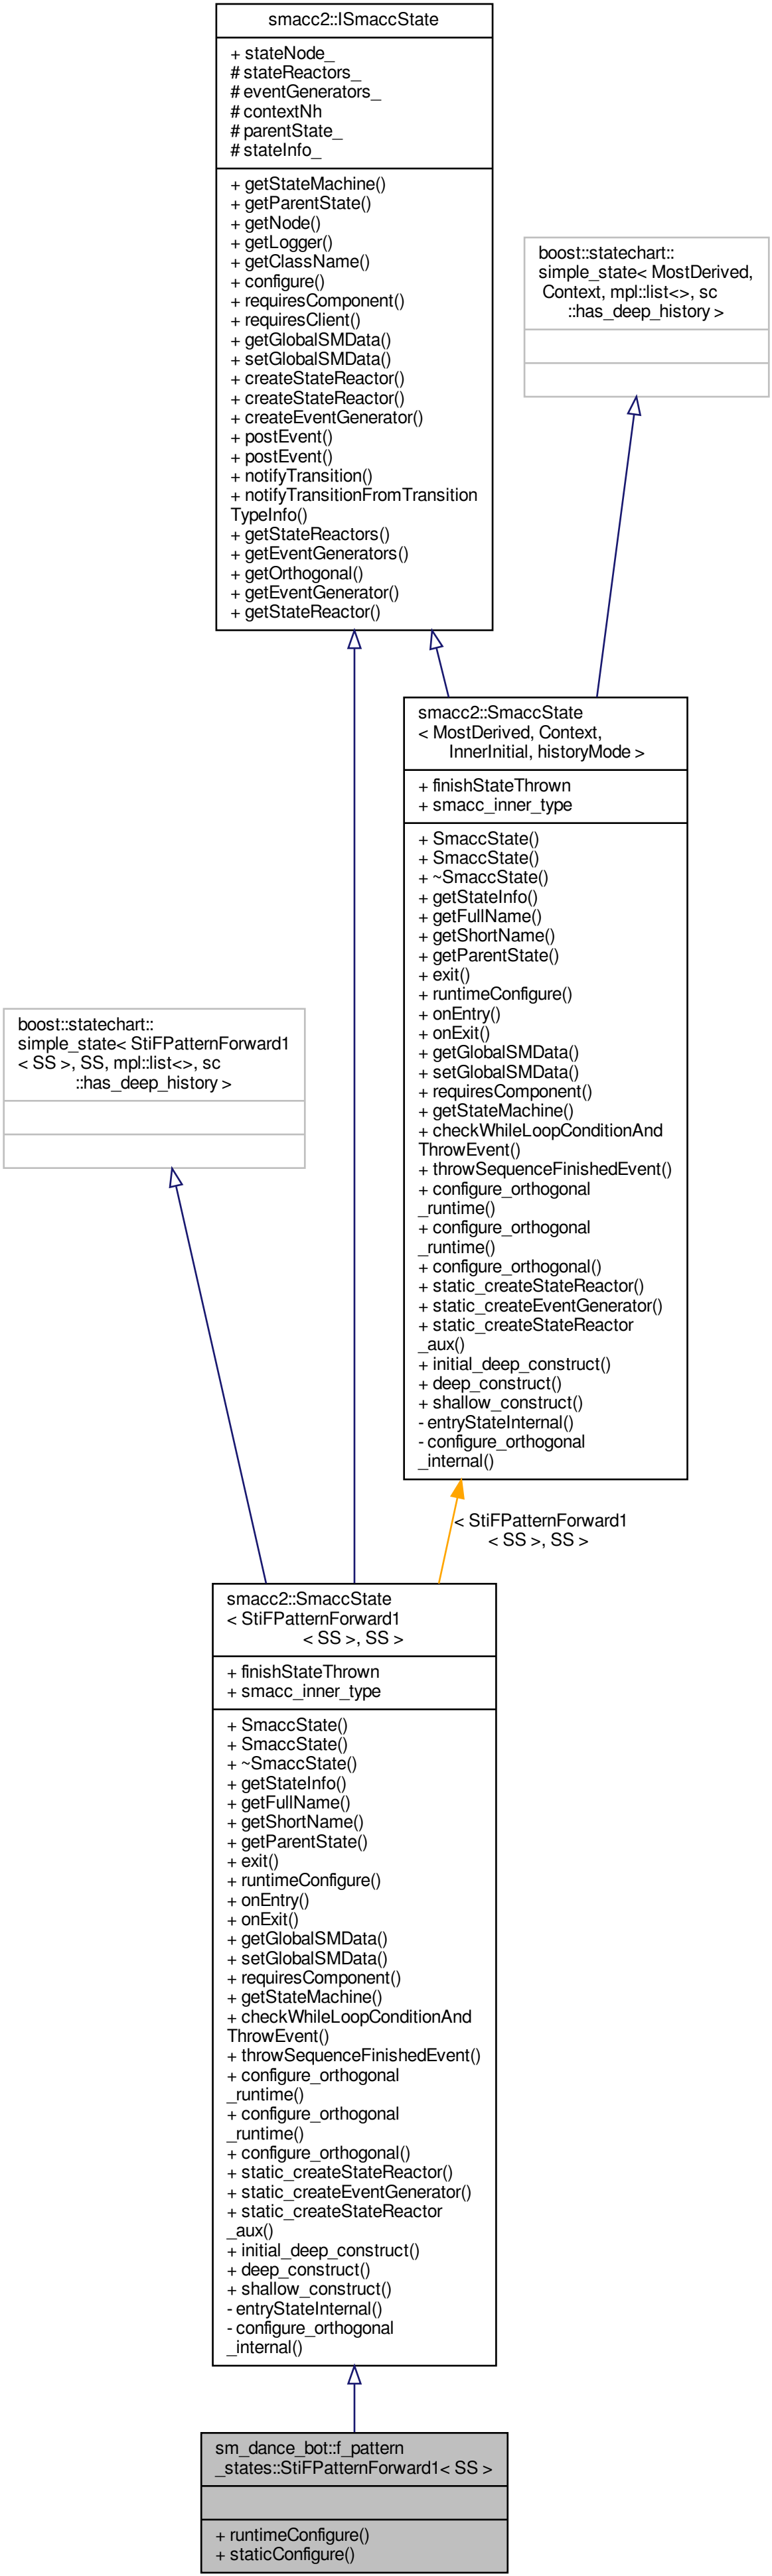 smacc2::ISmaccState
+ stateNode_
# stateReactors_
# eventGenerators_
# contextNh
# parentState_
# stateInfo_
+ getStateMachine()
+ getParentState()
+ getNode()
+ getLogger()
+ getClassName()
+ configure()
+ requiresComponent()
+ requiresClient()
+ getGlobalSMData()
+ setGlobalSMData()
+ createStateReactor()
+ createStateReactor()
+ createEventGenerator()
+ postEvent()
+ postEvent()
+ notifyTransition()
+ notifyTransitionFromTransition
TypeInfo()
+ getStateReactors()
+ getEventGenerators()
+ getOrthogonal()
+ getEventGenerator()
+ getStateReactor()
boost::statechart::
simple_state< MostDerived,
Context, mpl::list<>, sc
::has_deep_history >
smacc2::SmaccState
< MostDerived, Context,
InnerInitial, historyMode >
+ finishStateThrown
+ smacc_inner_type
+ SmaccState()
+ SmaccState()
+ ~SmaccState()
+ getStateInfo()
+ getFullName()
+ getShortName()
+ getParentState()
+ exit()
+ runtimeConfigure()
+ onEntry()
+ onExit()
+ getGlobalSMData()
+ setGlobalSMData()
+ requiresComponent()
+ getStateMachine()
+ checkWhileLoopConditionAnd
ThrowEvent()
+ throwSequenceFinishedEvent()
+ configure_orthogonal
_runtime()
+ configure_orthogonal
_runtime()
+ configure_orthogonal()
+ static_createStateReactor()
+ static_createEventGenerator()
+ static_createStateReactor
_aux()
+ initial_deep_construct()
+ deep_construct()
+ shallow_construct()
- entryStateInternal()
- configure_orthogonal
_internal()
boost::statechart::
simple_state< StiFPatternForward1
< SS >, SS, mpl::list<>, sc
::has_deep_history >
< StiFPatternForward1
< SS >, SS >
smacc2::SmaccState
< StiFPatternForward1
< SS >, SS >
+ finishStateThrown
+ smacc_inner_type
+ SmaccState()
+ SmaccState()
+ ~SmaccState()
+ getStateInfo()
+ getFullName()
+ getShortName()
+ getParentState()
+ exit()
+ runtimeConfigure()
+ onEntry()
+ onExit()
+ getGlobalSMData()
+ setGlobalSMData()
+ requiresComponent()
+ getStateMachine()
+ checkWhileLoopConditionAnd
ThrowEvent()
+ throwSequenceFinishedEvent()
+ configure_orthogonal
_runtime()
+ configure_orthogonal
_runtime()
+ configure_orthogonal()
+ static_createStateReactor()
+ static_createEventGenerator()
+ static_createStateReactor
_aux()
+ initial_deep_construct()
+ deep_construct()
+ shallow_construct()
- entryStateInternal()
- configure_orthogonal
_internal()
sm_dance_bot::f_pattern
_states::StiFPatternForward1< SS >
+ runtimeConfigure()
+ staticConfigure()